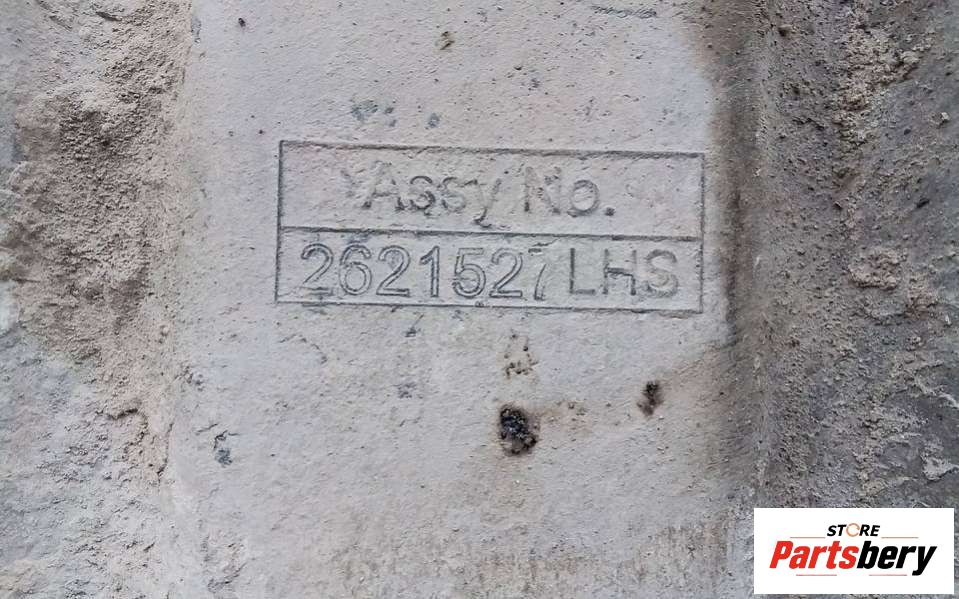 Assy No.
2621527 LHS
STORE
Partsbery